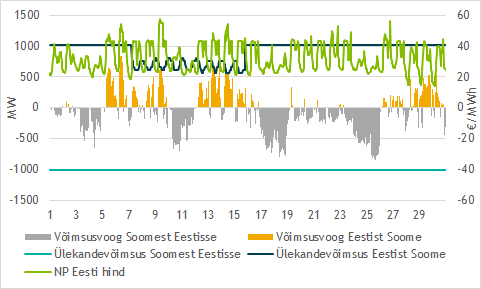 1500 60
1000 40
500 20
0 0
-500 -20
-1000 -40
-1500 -60
MW
€/MWh
1 3 5 7 9 11 13 15 17 19 21 23 25 27 29
Võimsusvoog Soomest Eestisse Võimsusvoog Eestist Soome
Ülekandevõimsus Soomest Eestisse Ülekandevõimsus Eestist Soome
NP Eesti hind